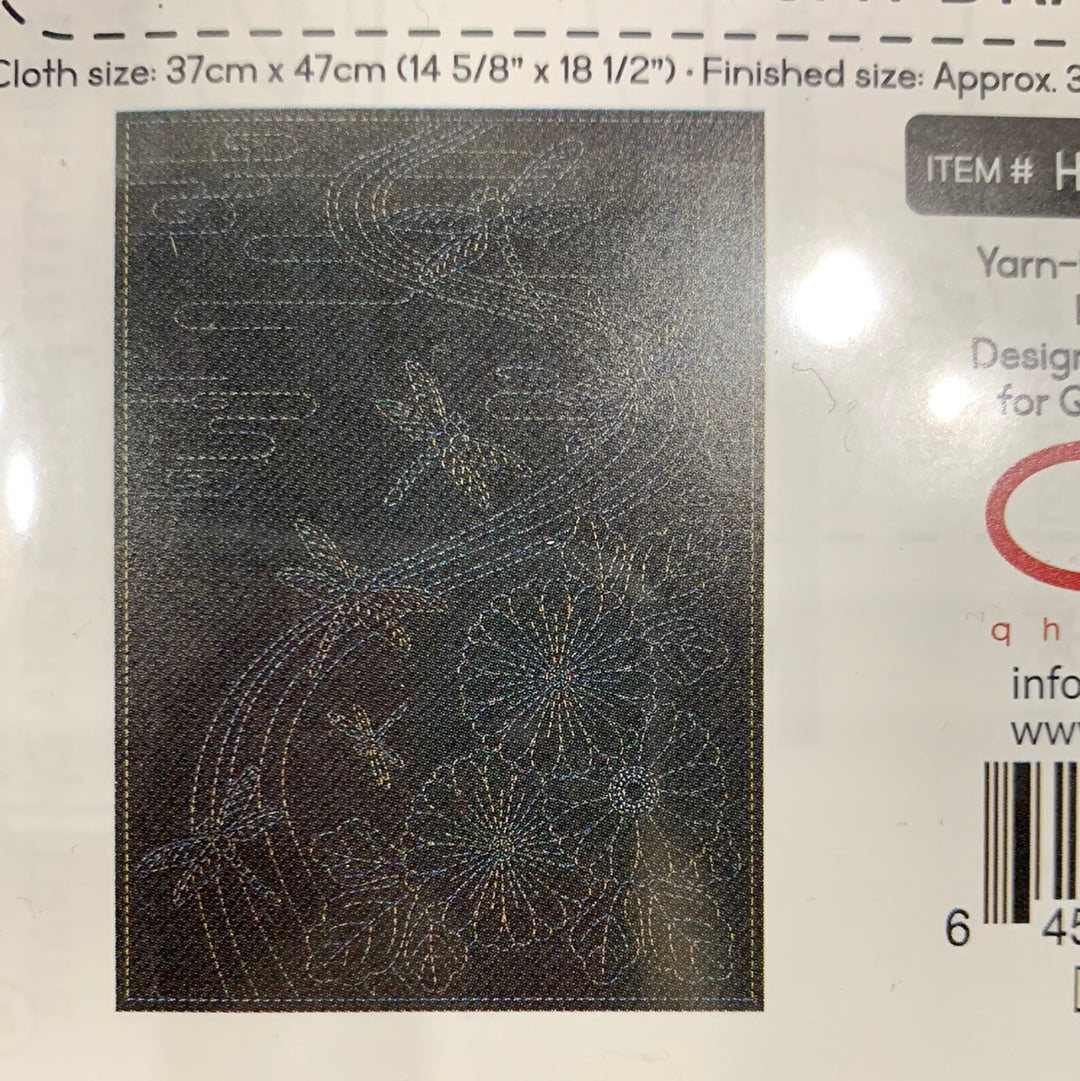 Cloth size: 37cm x 47cm (14 5/8" x 18 1/2") · Finished size: Approx. 3
ITEM # H
Yarn-
Design
for G
q h
info
www
6 45